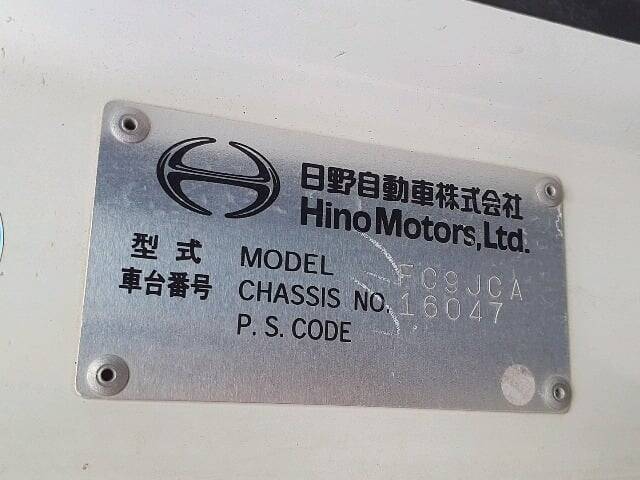 日野自動車株式会社
Hino Motors, Ltd.
型式 MODEL FC9JCA
車台番号 CHASSIS NO. 16047
P. S. CODE